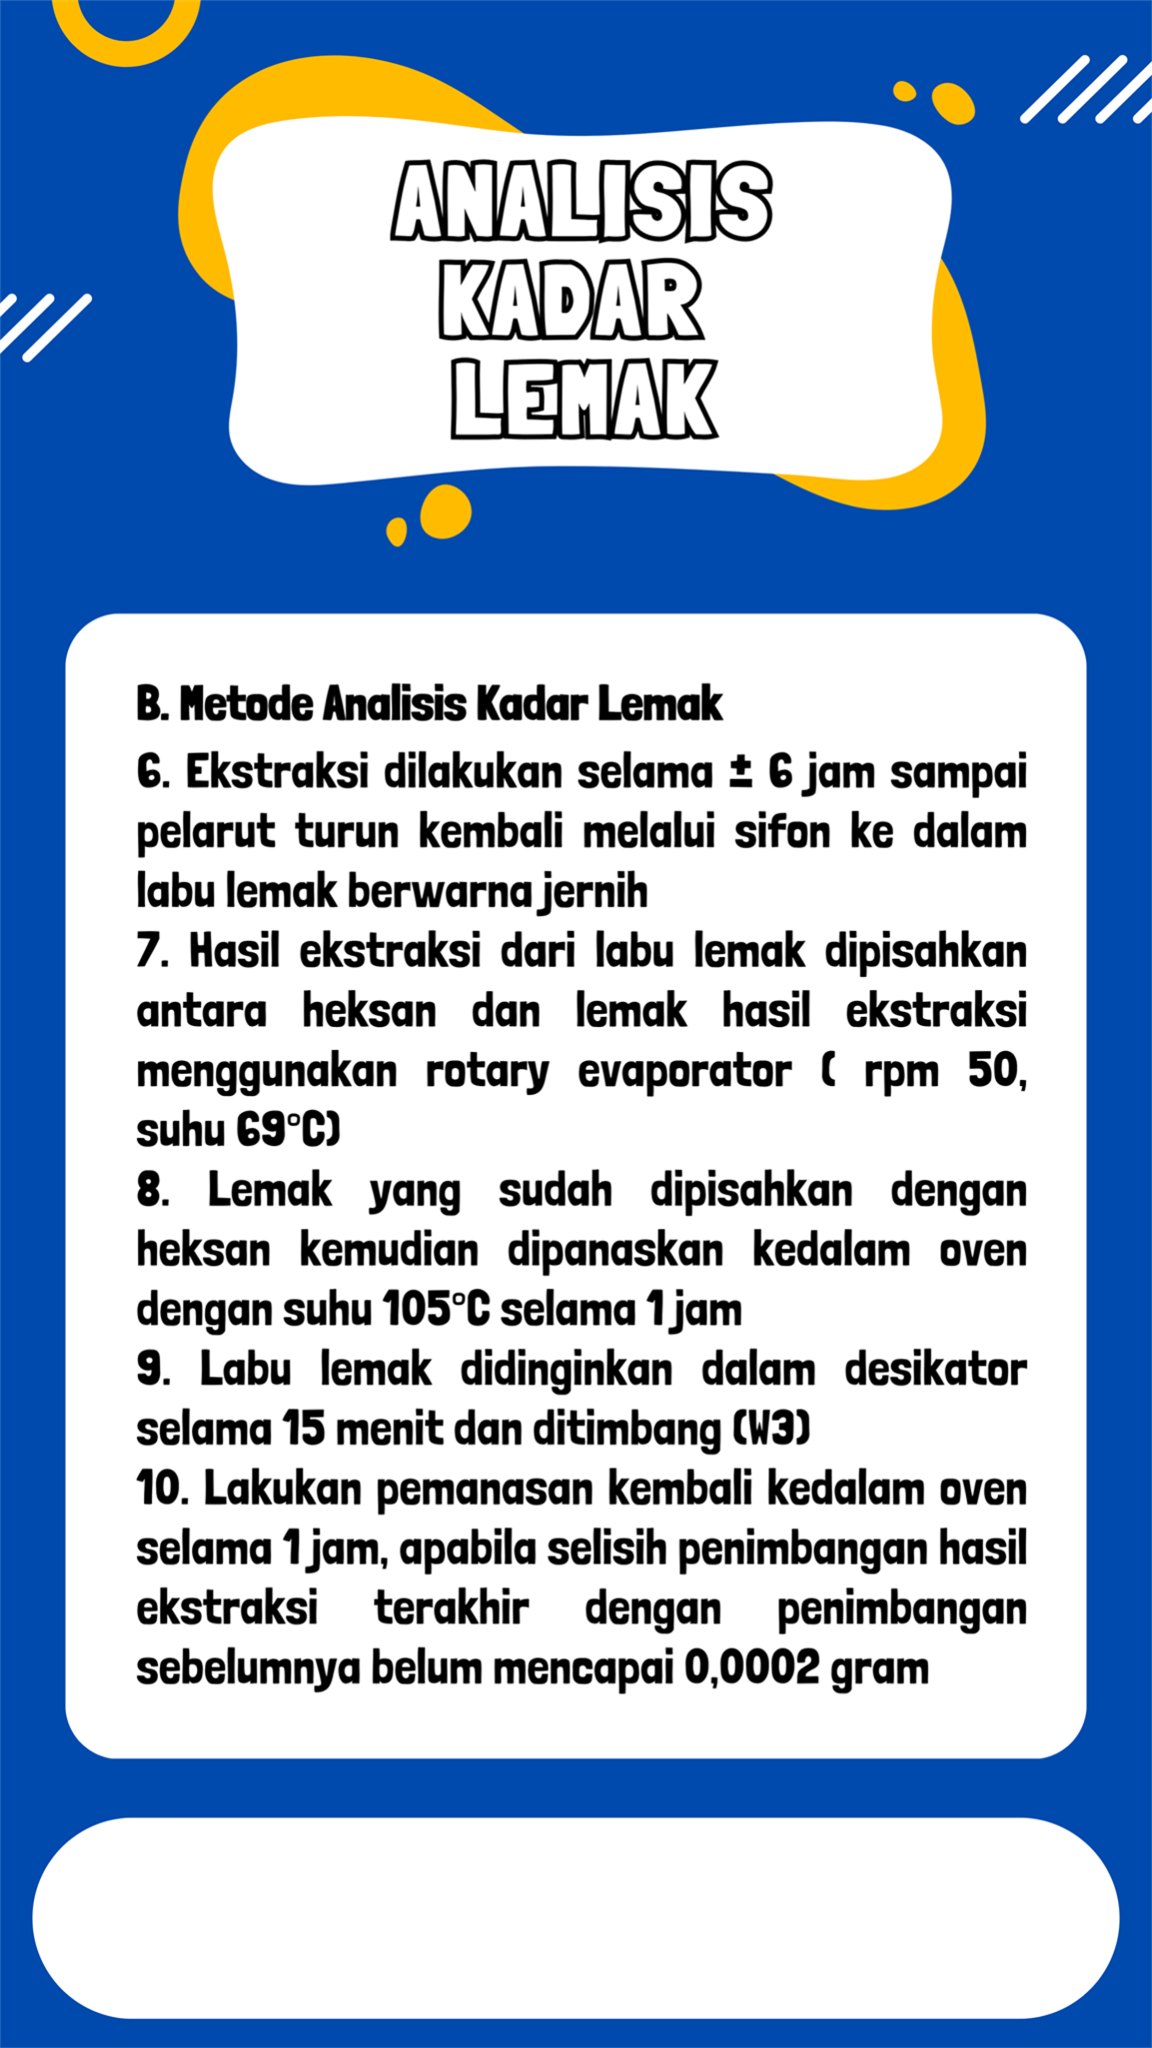 ANALISIS
KADAR
LEMAK
B. Metode Analisis Kadar Lemak
6. Ekstraksi dilakukan selama ± 6 jam sampai
pelarut turun kembali melalui sifon ke dalam
labu lemak berwarna jernih
7. Hasil ekstraksi dari labu lemak dipisahkan
antara heksan dan lemak hasil ekstraksi
menggunakan rotary evaporator ( rpm 50,
suhu 69°C)
8. Lemak yang sudah dipisahkan dengan
heksan kemudian dipanaskan kedalam oven
dengan suhu 105°C selama 1 jam
9. Labu lemak didinginkan dalam desikator
selama 15 menit dan ditimbang (W3)
10. Lakukan pemanasan kembali kedalam oven
selama 1 jam, apabila selisih penimbangan hasil
ekstraksi terakhir dengan penimbangan
sebelumnya belum mencapai 0,0002 gram